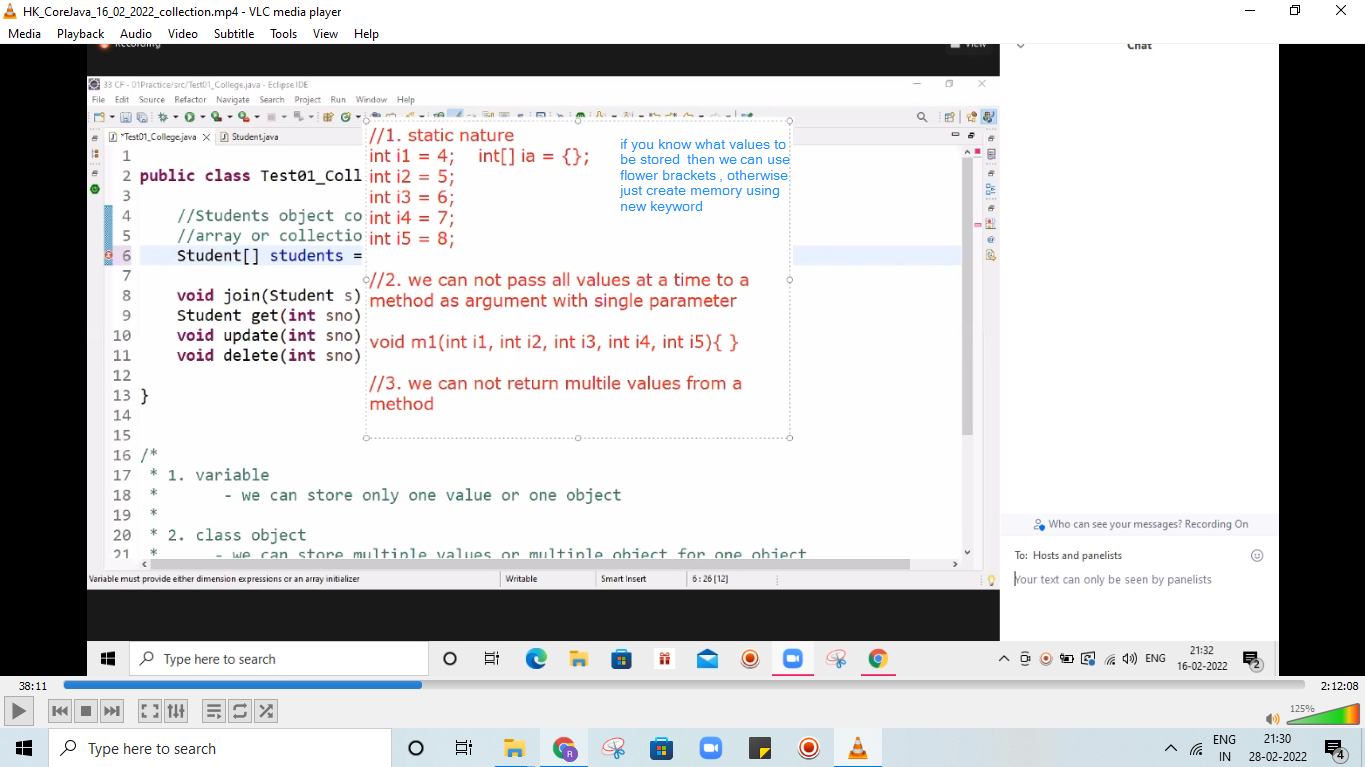 HK_CoreJava_16_02_2022_collection.mp4 - VLC media player
Media Playback Audio Video Subtitle Tools View Help
Recording
View
Chat
33 CF - 01Practice/src/Test01_College.java - Eclipse IDE
File Edit Source Refactor Navigate Search Project Run Window Help
*Test01_College.java
Student.java
1
2 public class Test01_Coll
3
4 //Students object co
5 //array or collectio
6 Student[] students =
7
8 void join(Student s)
9 Student get(int sno)
10 void update(int sno)
11 void delete(int sno)
12
13 }
14
15
16 /*
17 * 1. variable
18 * - we can store only one value or one object
19 *
20 * 2. class object
21 * - we can store multiple values or multiple object for one object
//1. static nature
int i1 = 4; int[] ia = {};
int i2 = 5;
int i3 = 6;
int i4 = 7;
int i5 = 8;
//2. we can not pass all values at a time to a
method as argument with single parameter
void m1(int i1, int i2, int i3, int i4, int i5){ }
//3. we can not return multile values from a
method
if you know what values to
be stored then we can use
flower brackets , otherwise
just create memory using
new keyword
Variable must provide either dimension expressions or an array initializer
Writable
Smart Insert
6 : 26 [12]
Who can see your messages? Recording On
To: Hosts and panelists
Your text can only be seen by panelists
Type here to search
ENG
21:32
16-02-2022
2
38:11
2:12:08
125%
Type here to search
R
ENG
IN
21:30
28-02-2022
4